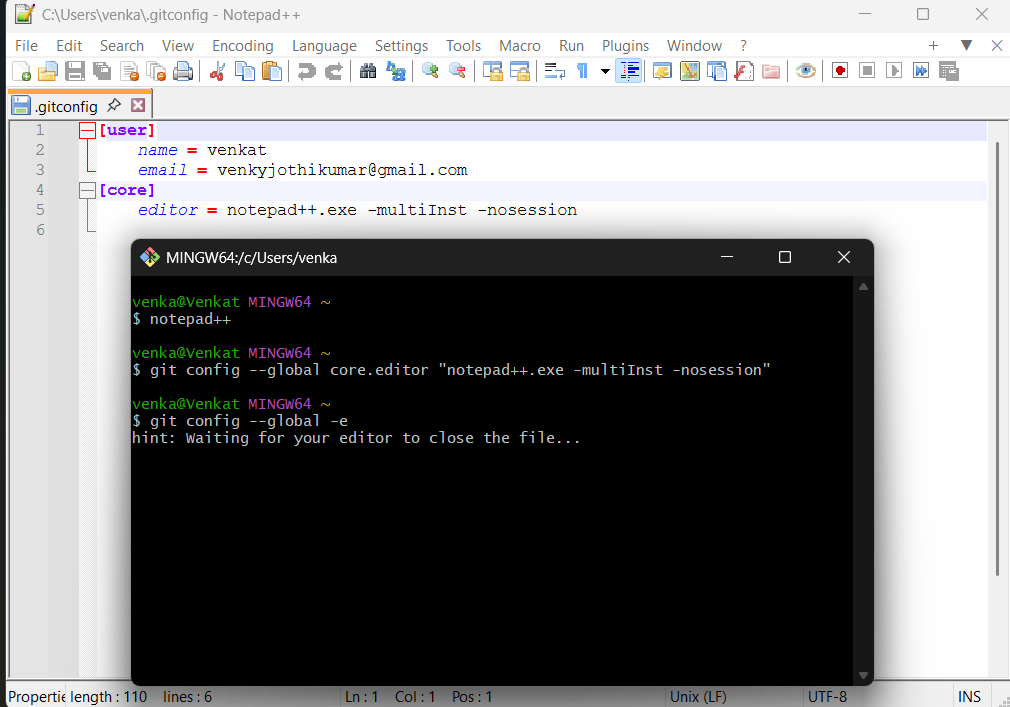 C:\Users\venka\.gitconfig - Notepad++
File Edit Search View Encoding Language Settings Tools Macro Run Plugins Window ?
.gitconfig
1 [user]
2 name = venkat
3 email = venkyjothikumar@gmail.com
4 [core]
5 editor = notepad++.exe -multiInst -nosession
6
MINGW64:/c/Users/venka
venka@Venkat MINGW64 ~
$ notepad++
venka@Venkat MINGW64 ~
$ git config --global core.editor "notepad++.exe -multiInst -nosession"
venka@Venkat MINGW64 ~
$ git config --global -e
hint: Waiting for your editor to close the file...
Propertie length : 110 lines : 6 Ln : 1 Col : 1 Pos : 1 Unix (LF) UTF-8 INS